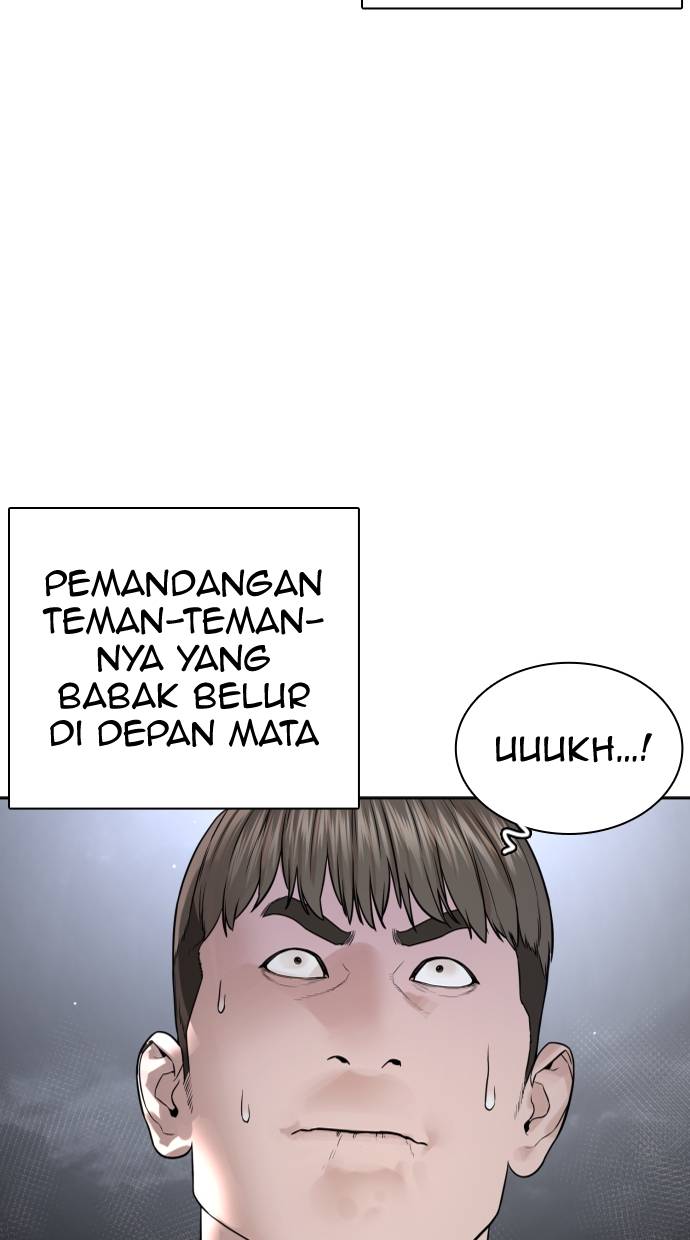 PEMANDANGAN
TEMAN-TEMAN-
NYA YANG
BABAK BELUR
DI DEPAN MATA
UUUKH...!